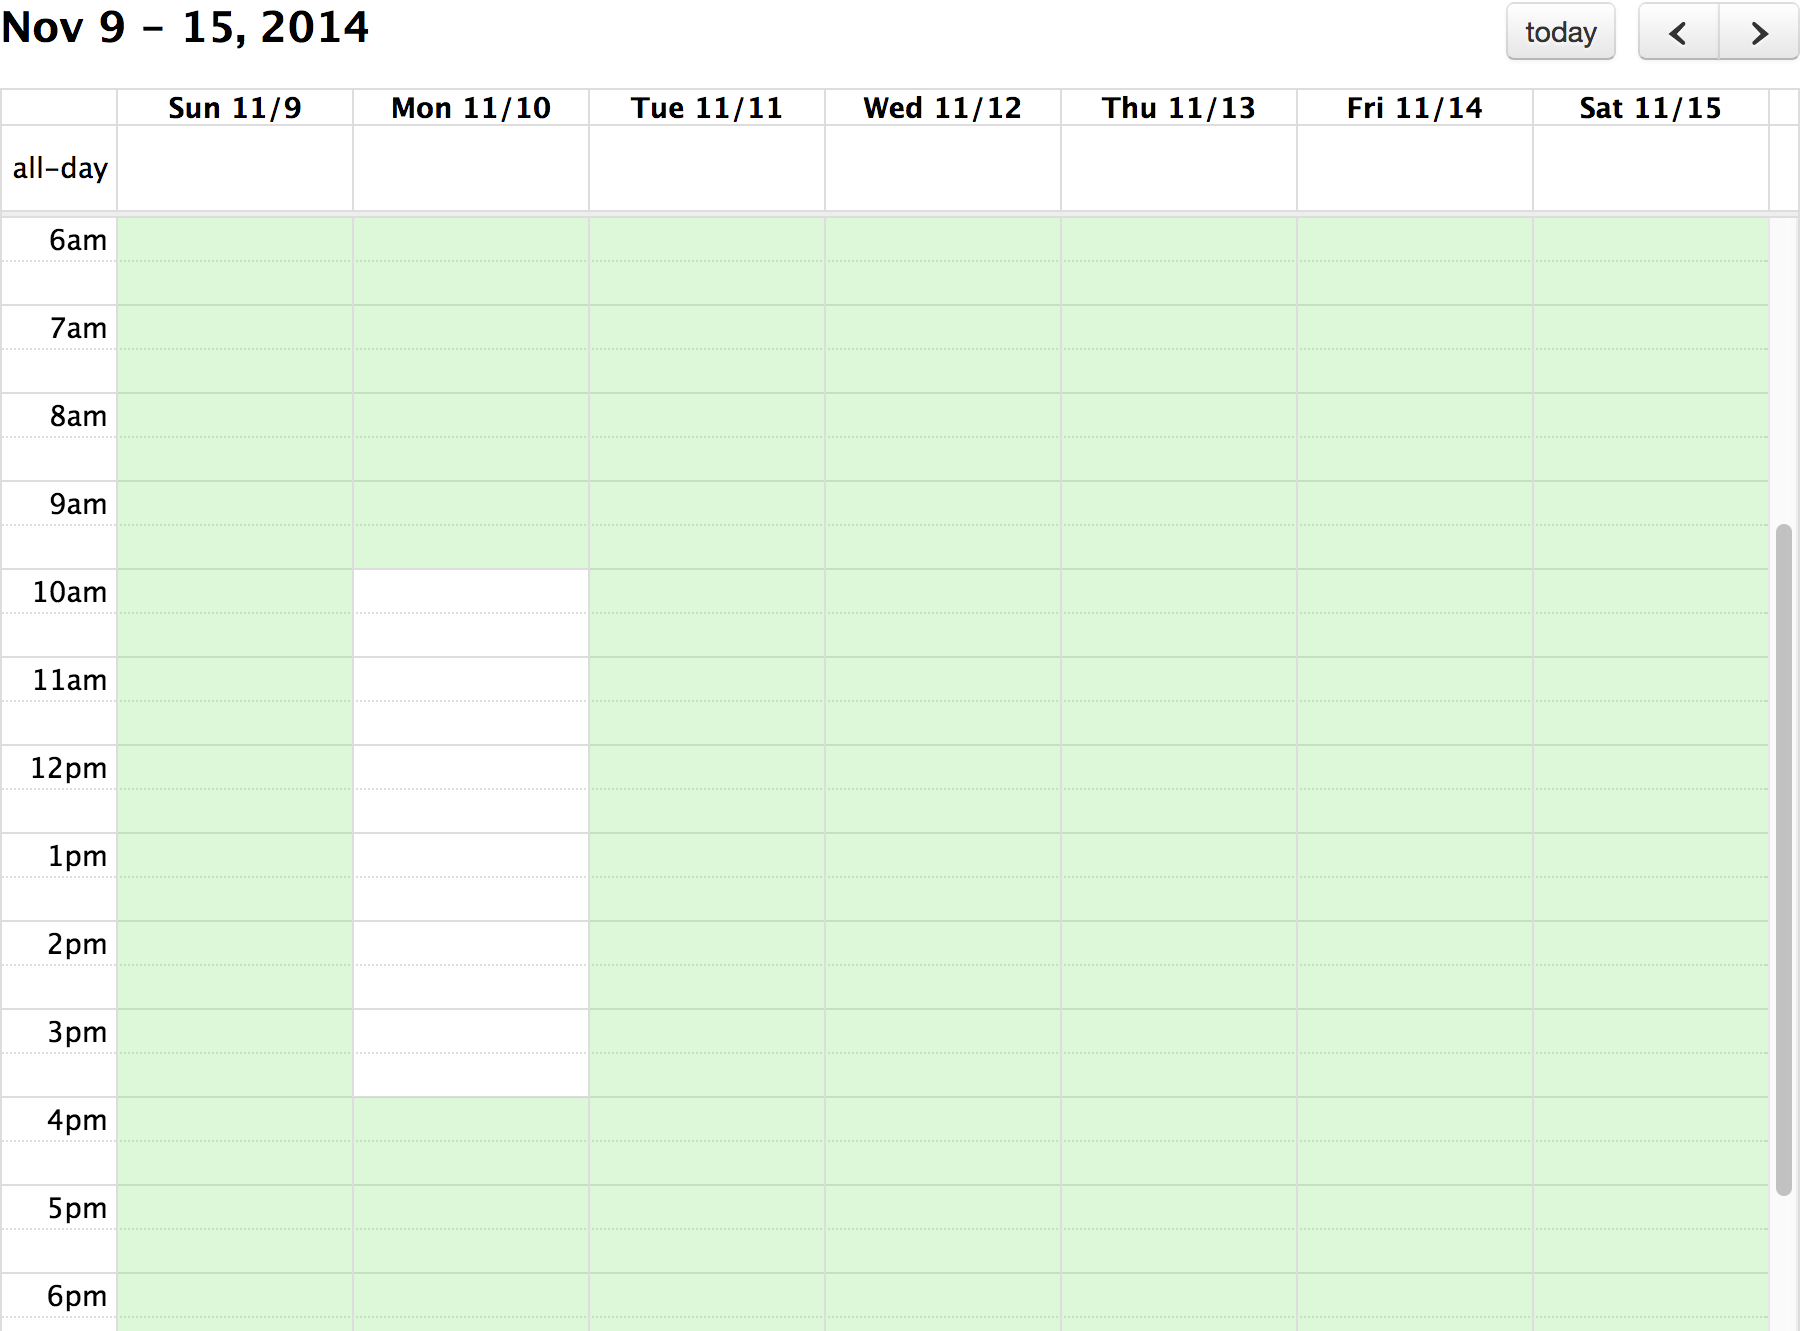 Nov 9 – 15, 2014
today
Sun 11/9 Mon 11/10 Tue 11/11 Wed 11/12 Thu 11/13 Fri 11/14 Sat 11/15
all-day
6am
7am
8am
9am
10am
11am
12pm
1pm
2pm
3pm
4pm
5pm
6pm